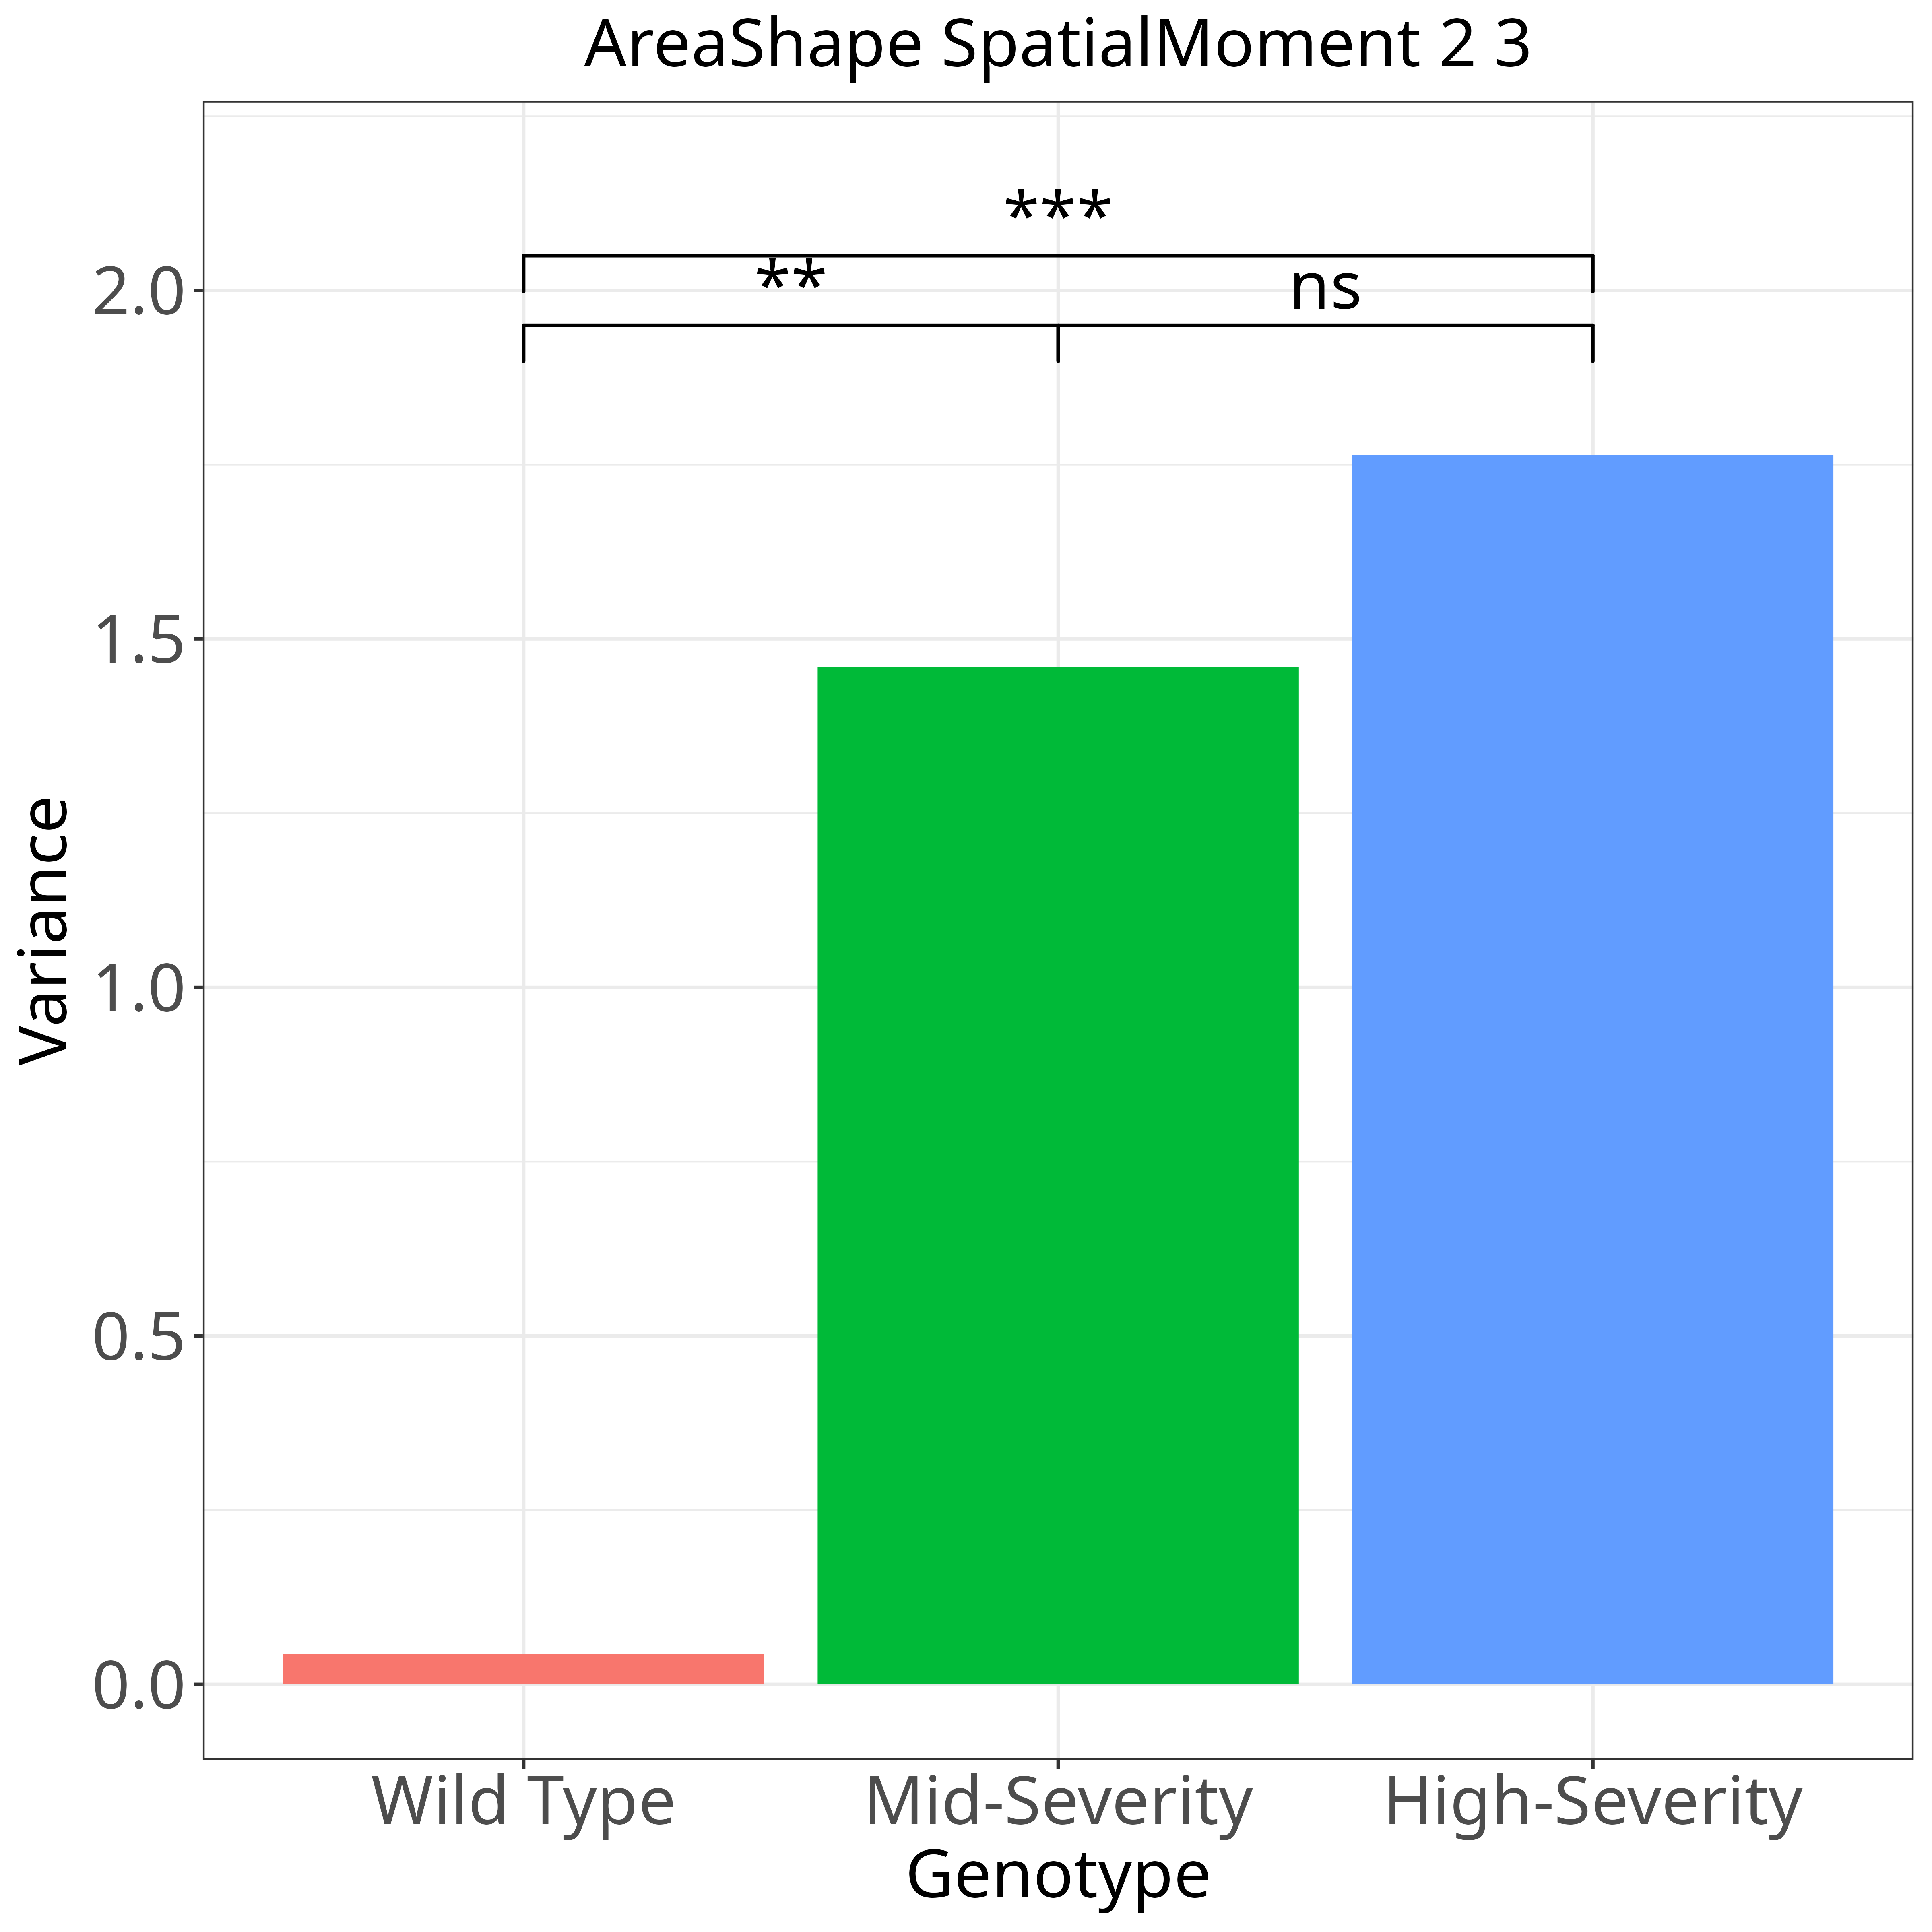 AreaShape SpatialMoment 2 3
***
**
ns
2.0
1.5
1.0
0.5
0.0
Variance
Wild Type
Mid-Severity
High-Severity
Genotype